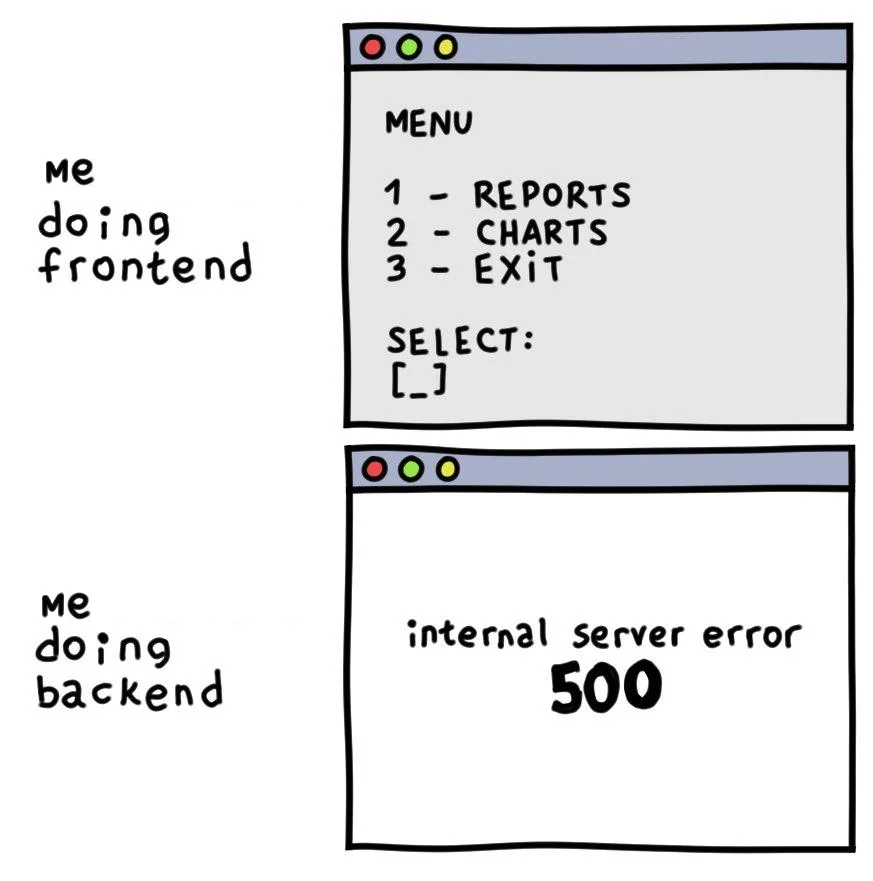 Me
doing
frontend
MENU
1 - REPORTS
2 - CHARTS
3 - EXiT
SELECT:
[_]
Me
doing
backend
internal server error
500